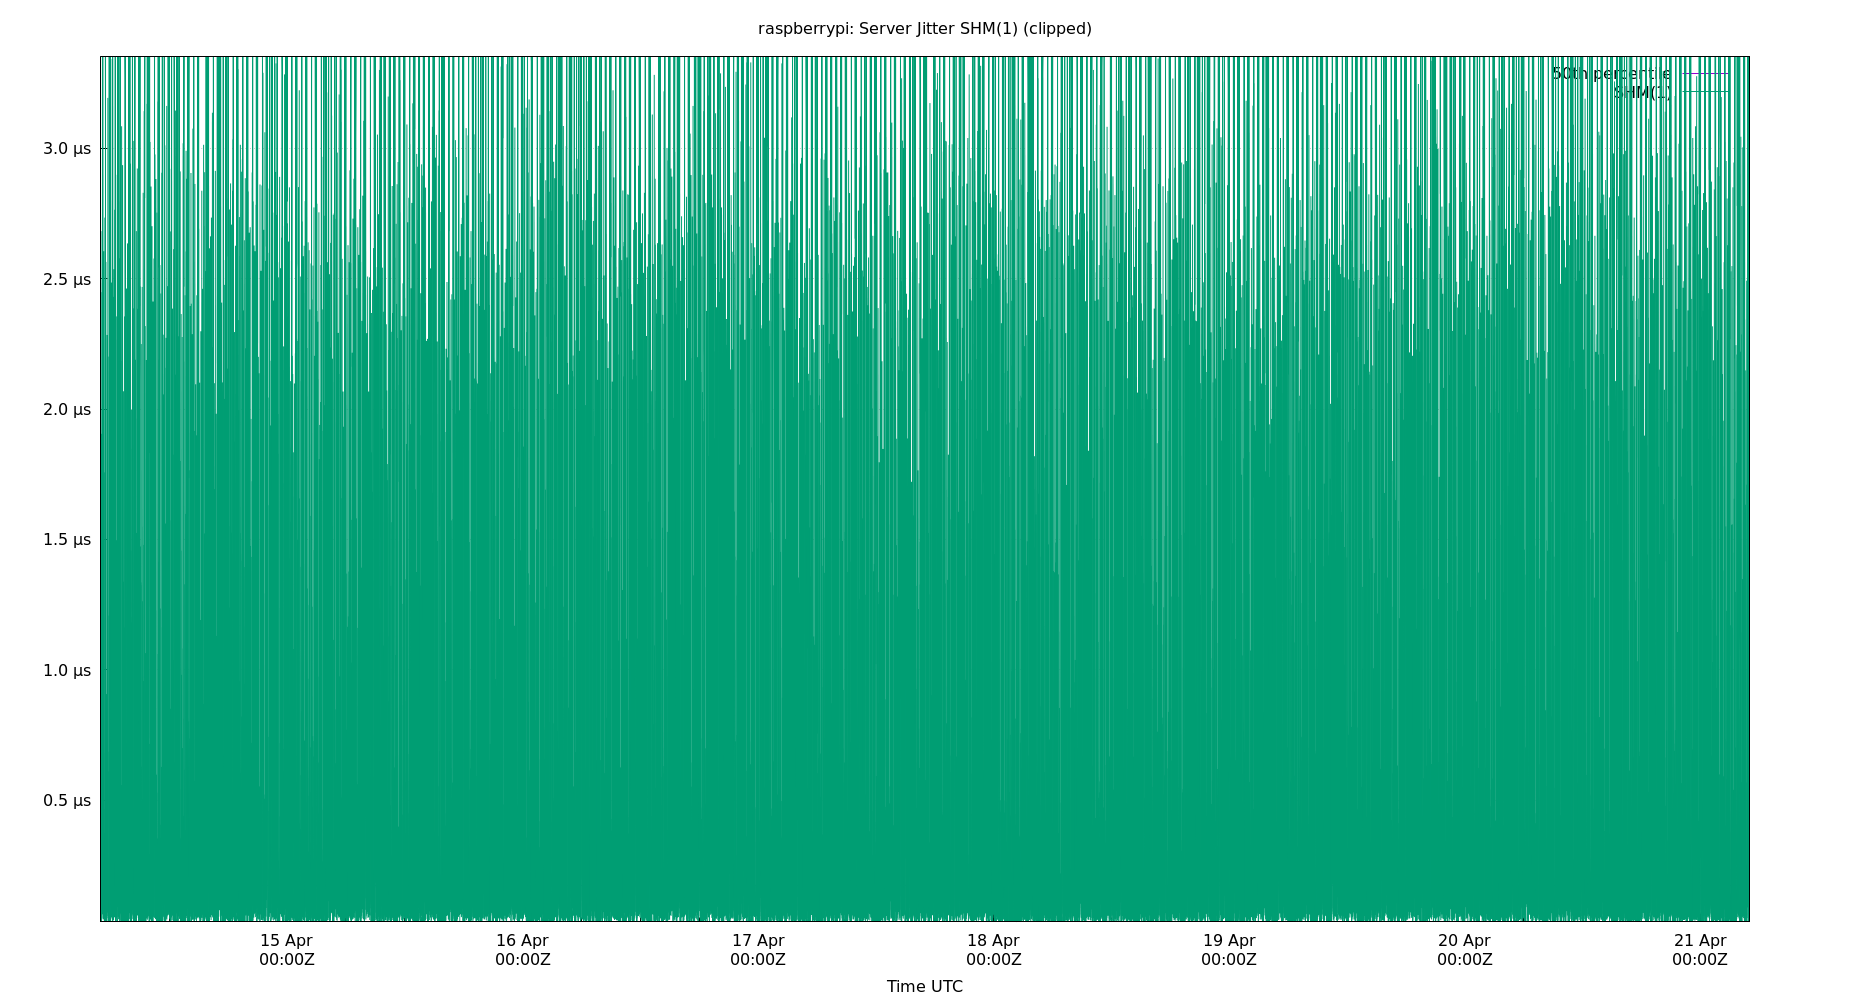 raspberrypi: Server Jitter SHM(1) (clipped)
50th percentile
SHM(1)
3.0 µs
2.5 µs
2.0 µs
1.5 µs
1.0 µs
0.5 µs
15 Apr 16 Apr 17 Apr 18 Apr 19 Apr 20 Apr 21 Apr
00:00Z 00:00Z 00:00Z 00:00Z 00:00Z 00:00Z 00:00Z
Time UTC